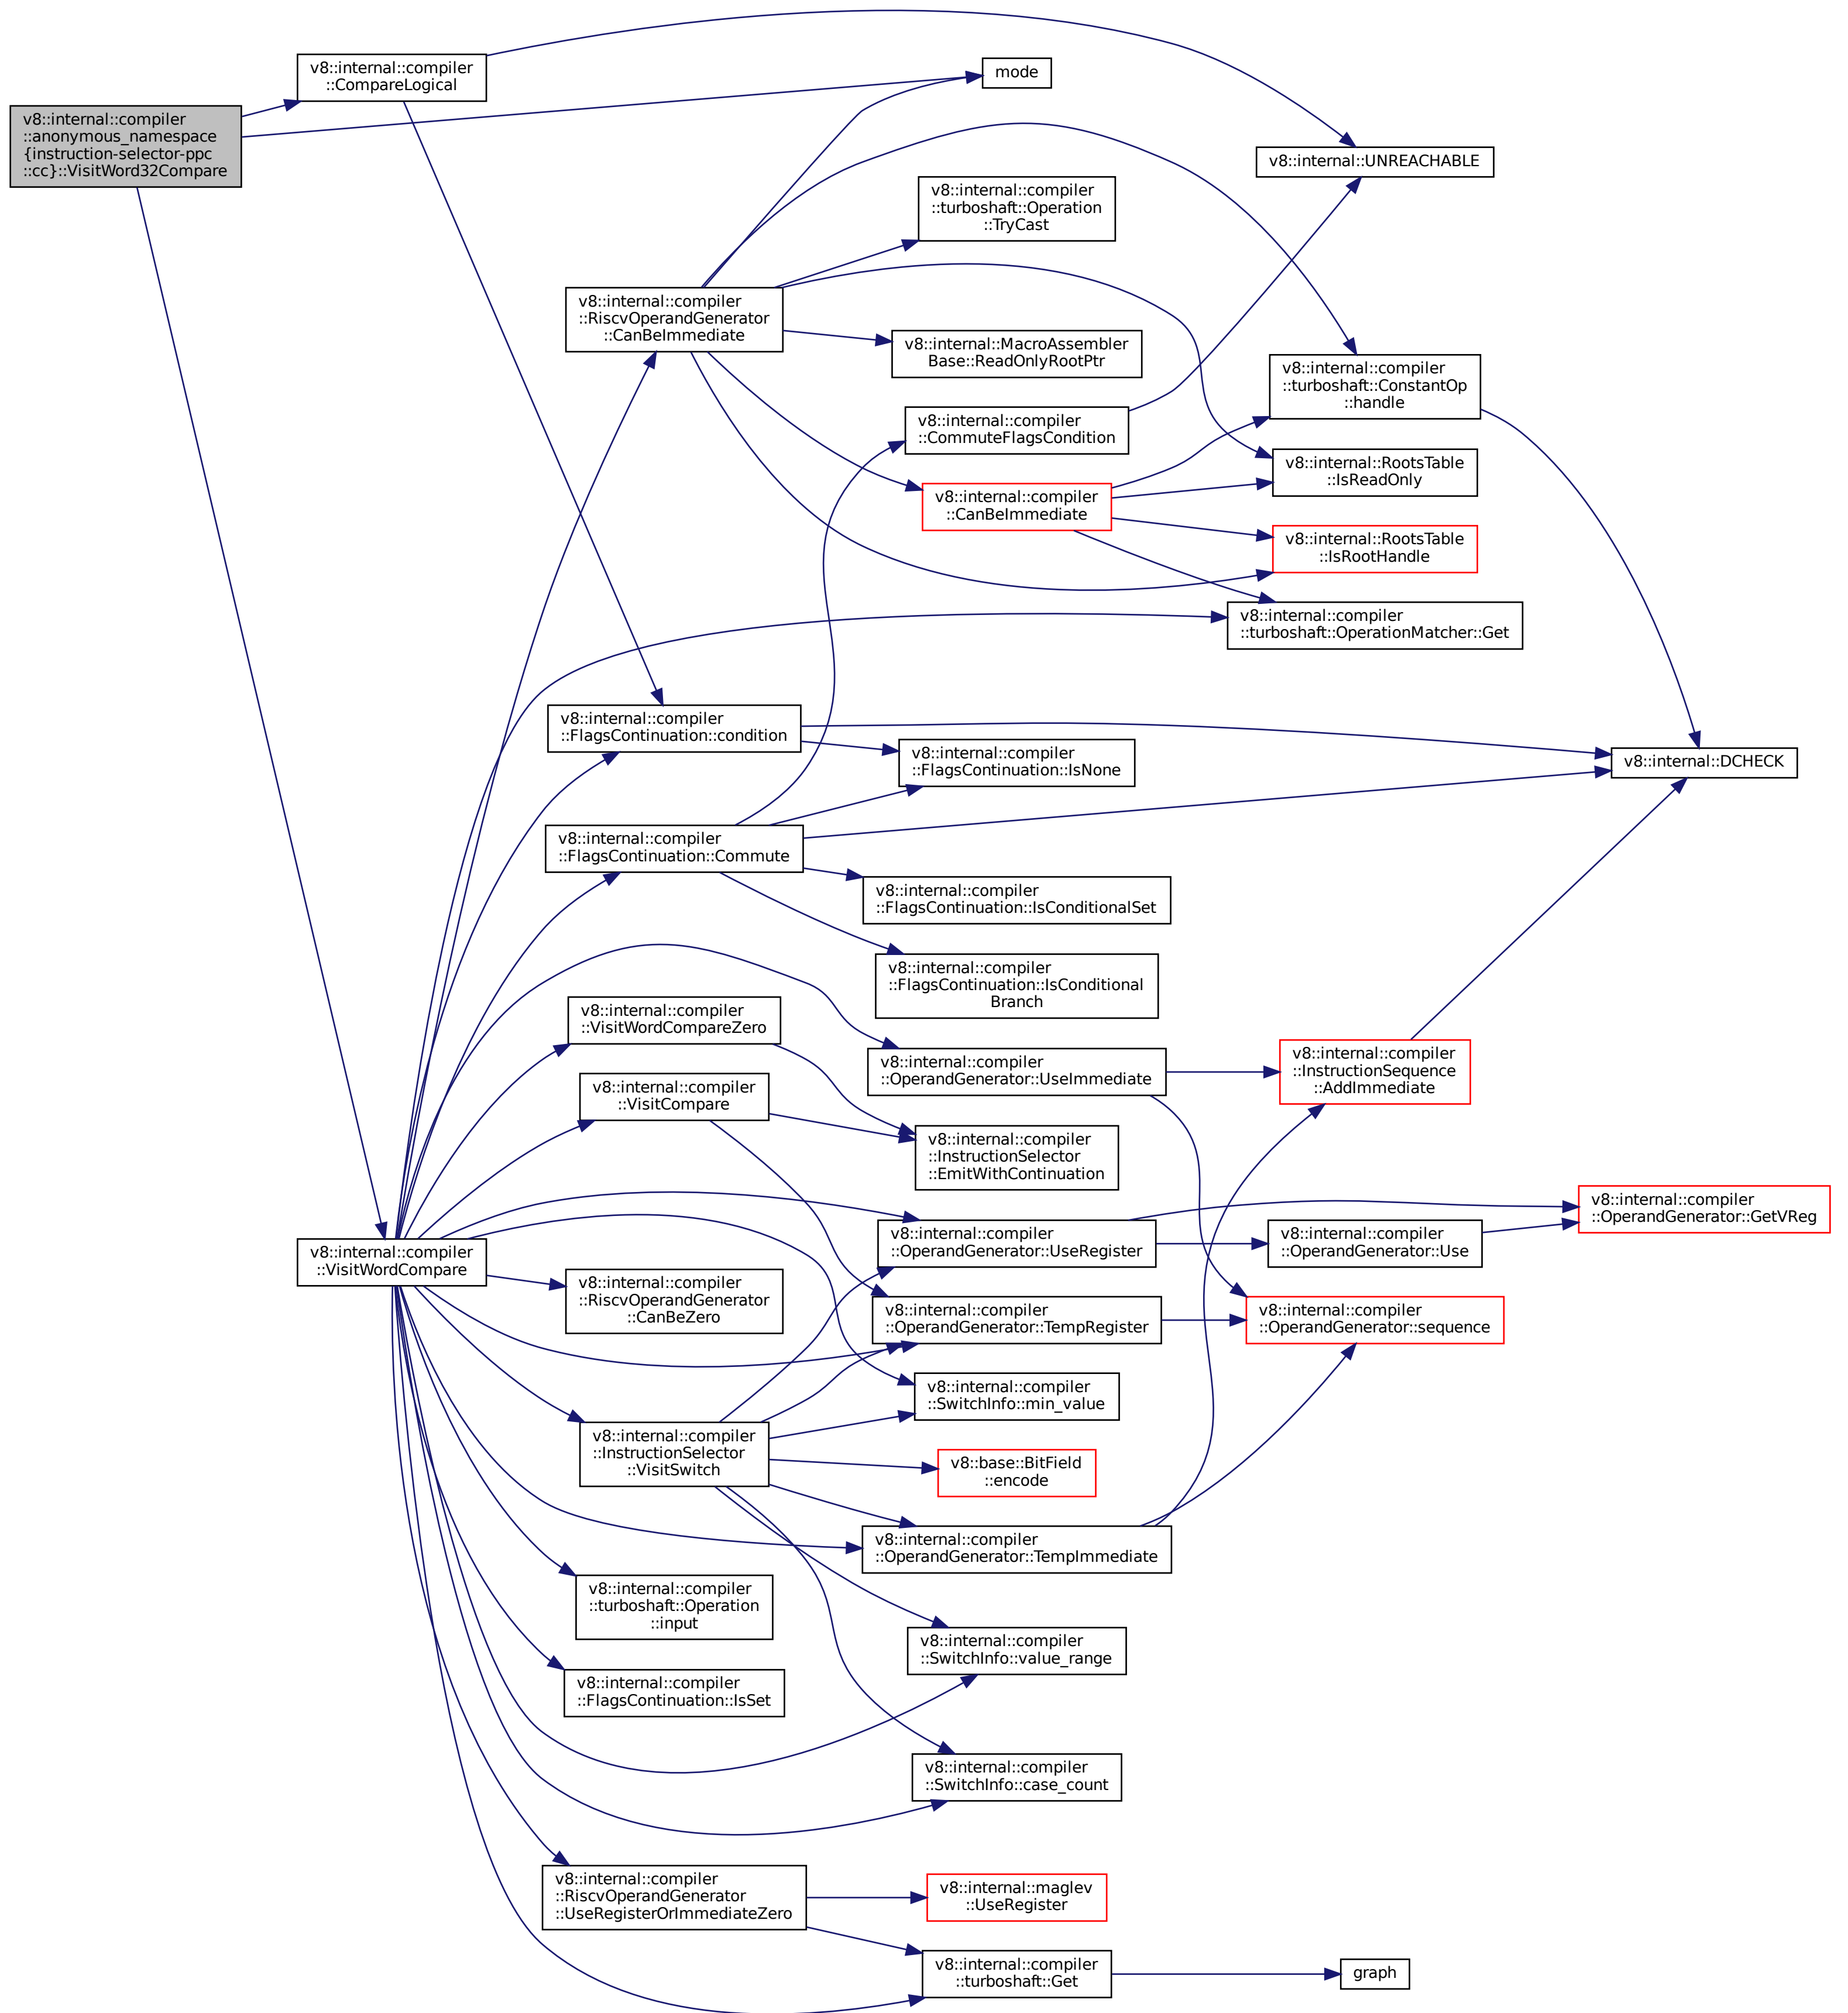 v8::internal::compiler
::anonymous_namespace
{instruction-selector-ppc
::cc}::VisitWord32Compare
v8::internal::compiler
::CompareLogical
mode
v8::internal::UNREACHABLE
v8::internal::compiler
::turboshaft::Operation
::TryCast
v8::internal::compiler
::RiscvOperandGenerator
::CanBeImmediate
v8::internal::MacroAssembler
Base::ReadOnlyRootPtr
v8::internal::compiler
::turboshaft::ConstantOp
::handle
v8::internal::compiler
::CommuteFlagsCondition
v8::internal::RootsTable
::IsReadOnly
v8::internal::compiler
::CanBeImmediate
v8::internal::RootsTable
::IsRootHandle
v8::internal::compiler
::turboshaft::OperationMatcher::Get
v8::internal::compiler
::FlagsContinuation::condition
v8::internal::compiler
::FlagsContinuation::IsNone
v8::internal::DCHECK
v8::internal::compiler
::FlagsContinuation::Commute
v8::internal::compiler
::FlagsContinuation::IsConditionalSet
v8::internal::compiler
::FlagsContinuation::IsConditional
Branch
v8::internal::compiler
::VisitWordCompareZero
v8::internal::compiler
::OperandGenerator::UseImmediate
v8::internal::compiler
::InstructionSequence
::AddImmediate
v8::internal::compiler
::VisitCompare
v8::internal::compiler
::InstructionSelector
::EmitWithContinuation
v8::internal::compiler
::OperandGenerator::GetVReg
v8::internal::compiler
::OperandGenerator::UseRegister
v8::internal::compiler
::OperandGenerator::Use
v8::internal::compiler
::VisitWordCompare
v8::internal::compiler
::RiscvOperandGenerator
::CanBeZero
v8::internal::compiler
::OperandGenerator::TempRegister
v8::internal::compiler
::OperandGenerator::sequence
v8::internal::compiler
::SwitchInfo::min_value
v8::internal::compiler
::InstructionSelector
::VisitSwitch
v8::base::BitField
::encode
v8::internal::compiler
::OperandGenerator::TempImmediate
v8::internal::compiler
::turboshaft::Operation
::input
v8::internal::compiler
::SwitchInfo::value_range
v8::internal::compiler
::FlagsContinuation::IsSet
v8::internal::compiler
::SwitchInfo::case_count
v8::internal::compiler
::RiscvOperandGenerator
::UseRegisterOrImmediateZero
v8::internal::maglev
::UseRegister
v8::internal::compiler
::turboshaft::Get
graph